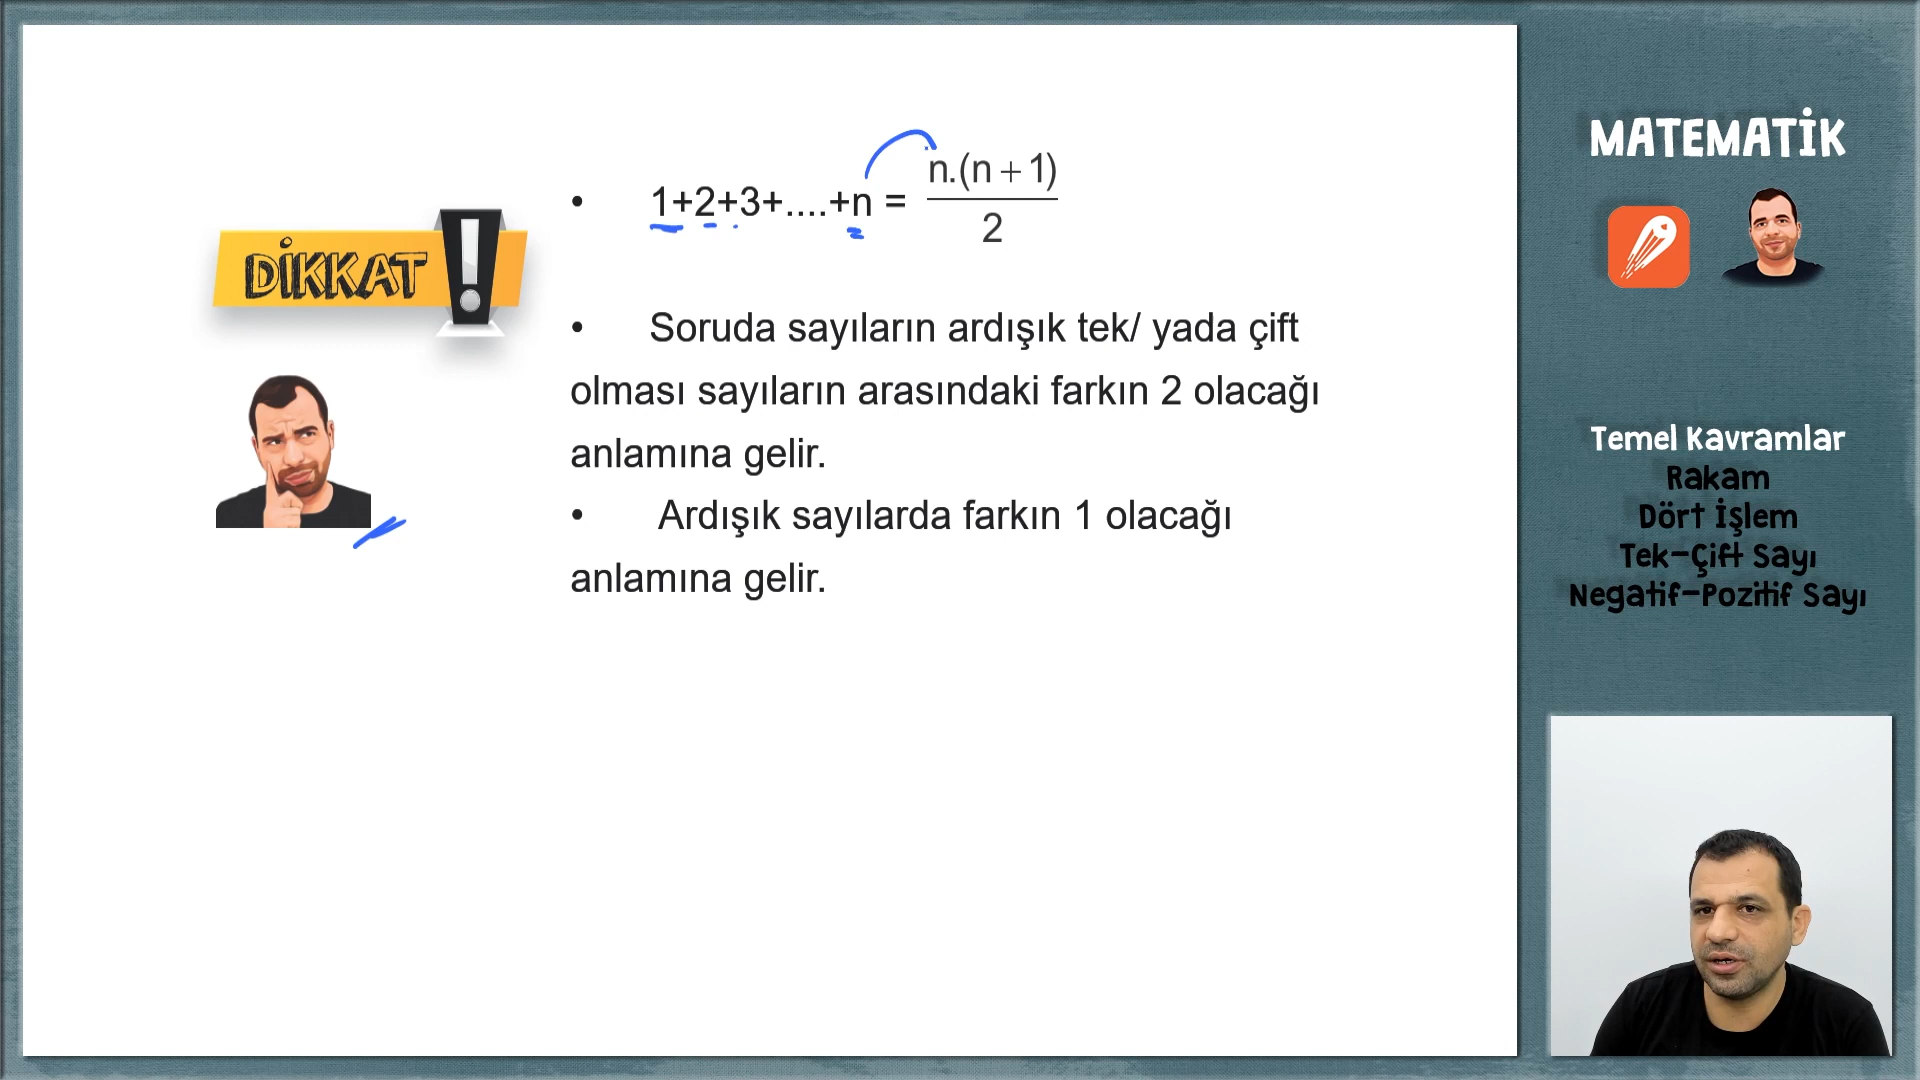 • 1+2+3+....+n = n.(n + 1) / 2
DİKKAT !
• Soruda sayıların ardışık tek/ yada çift
olması sayıların arasındaki farkın 2 olacağı
anlamına gelir.
• Ardışık sayılarda farkın 1 olacağı
anlamına gelir.
MATEMATİK
Temel Kavramlar
Rakam
Dört İşlem
Tek-Çift Sayı
Negatif-Pozitif Sayı